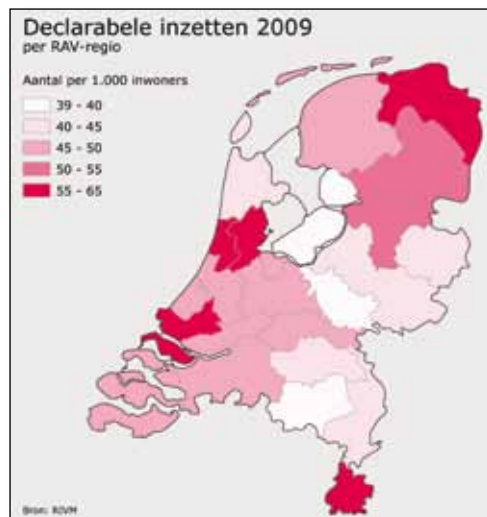 Declarabele inzetten 2009
per RAV-regio
Aantal per 1.000 inwoners
39 - 40
40 - 45
45 - 50
50 - 55
55 - 65
Bron: RIVM